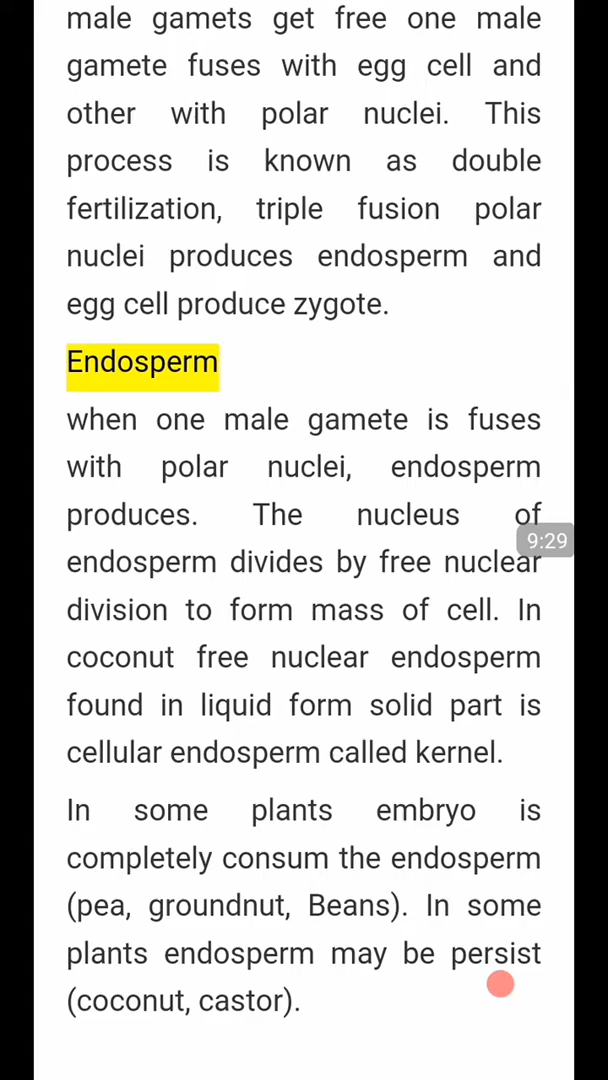 male gamets get free one male
gamete fuses with egg cell and
other with polar nuclei. This
process is known as double
fertilization, triple fusion polar
nuclei produces endosperm and
egg cell produce zygote.
Endosperm
when one male gamete is fuses
with polar nuclei, endosperm
produces. The nucleus of
9:29
endosperm divides by free nuclear
division to form mass of cell. In
coconut free nuclear endosperm
found in liquid form solid part is
cellular endosperm called kernel.
In some plants embryo is
completely consum the endosperm
(pea, groundnut, Beans). In some
plants endosperm may be persist
(coconut, castor).